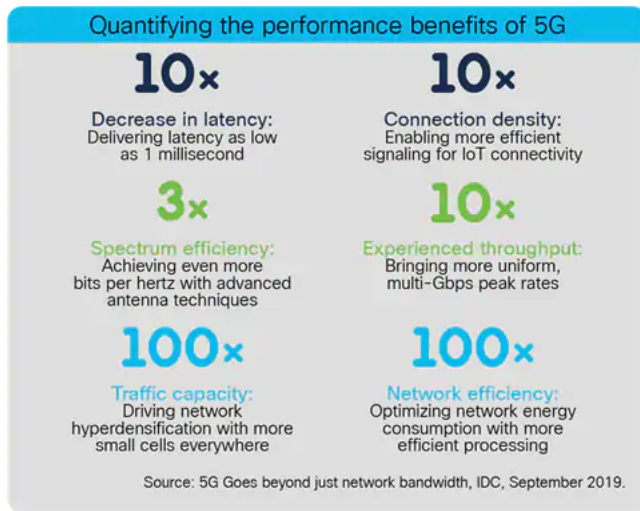 Quantifying the performance benefits of 5G
10x
Decrease in latency:
Delivering latency as low
as 1 millisecond
10x
Connection density:
Enabling more efficient
signaling for IoT connectivity
3x
Spectrum efficiency:
Achieving even more
bits per hertz with advanced
antenna techniques
10x
Experienced throughput:
Bringing more uniform,
multi-Gbps peak rates
100x
Traffic capacity:
Driving network
hyperdensification with more
small cells everywhere
100x
Network efficiency:
Optimizing network energy
consumption with more
efficient processing
Source: 5G Goes beyond just network bandwidth, IDC, September 2019.